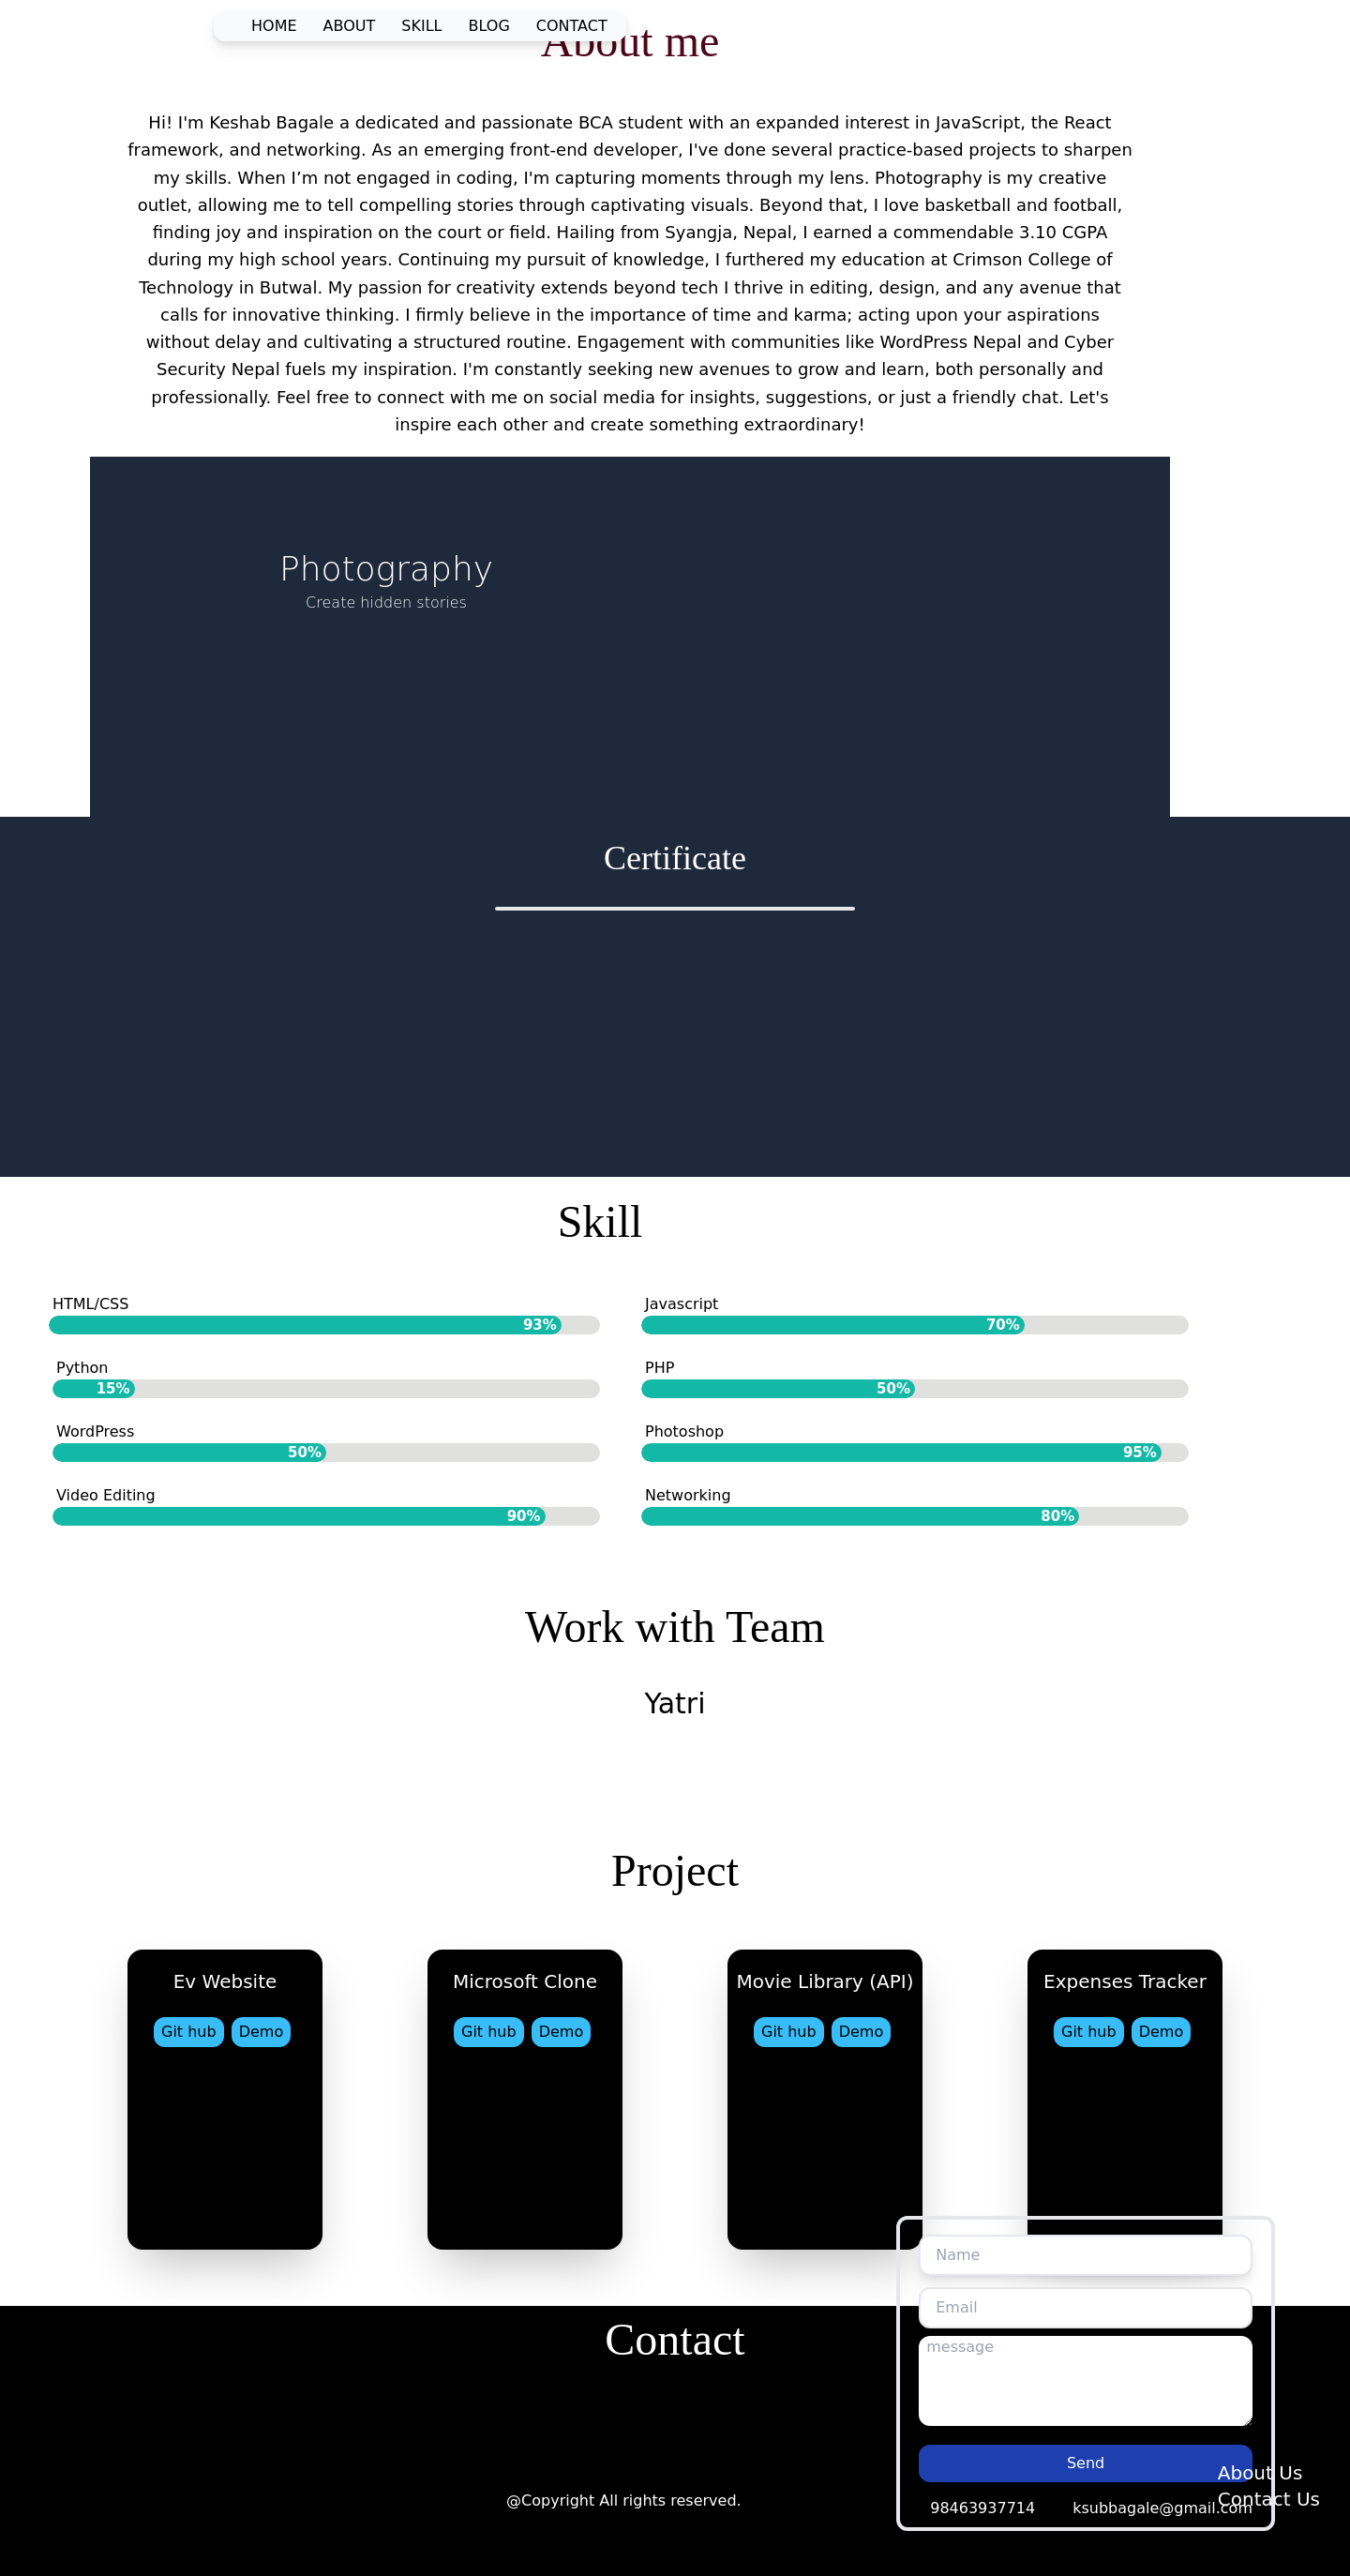 HOME ABOUT SKILL BLOG CONTACT
About me
Hi! I'm Keshab Bagale a dedicated and passionate BCA student with an expanded interest in JavaScript, the React
framework, and networking. As an emerging front-end developer, I've done several practice-based projects to sharpen
my skills. When I’m not engaged in coding, I'm capturing moments through my lens. Photography is my creative
outlet, allowing me to tell compelling stories through captivating visuals. Beyond that, I love basketball and football,
finding joy and inspiration on the court or field. Hailing from Syangja, Nepal, I earned a commendable 3.10 CGPA
during my high school years. Continuing my pursuit of knowledge, I furthered my education at Crimson College of
Technology in Butwal. My passion for creativity extends beyond tech I thrive in editing, design, and any avenue that
calls for innovative thinking. I firmly believe in the importance of time and karma; acting upon your aspirations
without delay and cultivating a structured routine. Engagement with communities like WordPress Nepal and Cyber
Security Nepal fuels my inspiration. I'm constantly seeking new avenues to grow and learn, both personally and
professionally. Feel free to connect with me on social media for insights, suggestions, or just a friendly chat. Let's
inspire each other and create something extraordinary!
Photography
Create hidden stories
Certificate
Skill
HTML/CSS
93%
Javascript
70%
Python
15%
PHP
50%
WordPress
50%
Photoshop
95%
Video Editing
90%
Networking
80%
Work with Team
Yatri
Project
Ev Website
Git hub Demo
Microsoft Clone
Git hub Demo
Movie Library (API)
Git hub Demo
Expenses Tracker
Git hub Demo
Contact
Name
Email
message
Send
98463937714 ksubbagale@gmail.com
About Us
Contact Us
@Copyright All rights reserved.